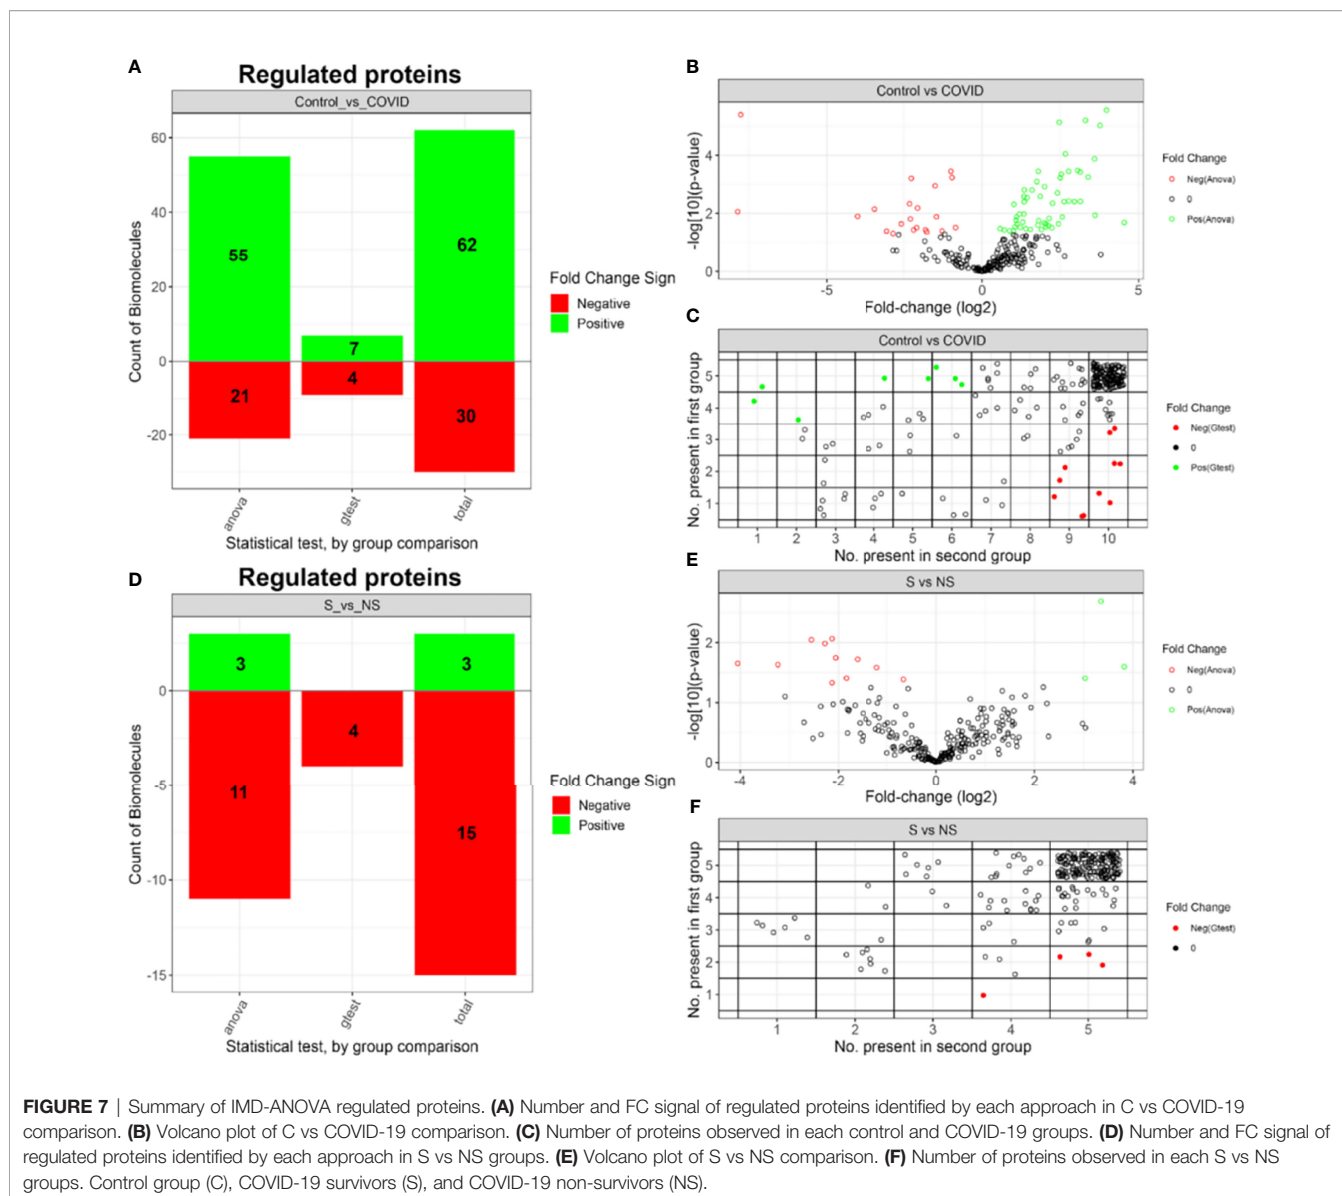 A
Regulated proteins
Control_vs_COVID
60
40
20
0
-20
Count of Biomolecules
55
21
7
4
62
30
anova
gtest
total
Statistical test, by group comparison
Fold Change Sign
Negative
Positive
B
Control vs COVID
-log[10](p-value)
4
2
0
-5
0
5
Fold-change (log2)
Fold Change
Neg(Anova)
0
Pos(Anova)
C
Control vs COVID
No. present in first group
5
4
3
2
1
1 2 3 4 5 6 7 8 9 10
No. present in second group
Fold Change
Neg(Gtest)
0
Pos(Gtest)
D
Regulated proteins
S_vs_NS
0
-5
-10
-15
Count of Biomolecules
3
11
4
3
15
anova
gtest
total
Statistical test, by group comparison
Fold Change Sign
Negative
Positive
E
S vs NS
-log[10](p-value)
2
1
0
-4 -2 0 2 4
Fold-change (log2)
Fold Change
Neg(Anova)
0
Pos(Anova)
F
S vs NS
No. present in first group
5
4
3
2
1
1 2 3 4 5
No. present in second group
Fold Change
Neg(Gtest)
0
FIGURE 7 | Summary of IMD-ANOVA regulated proteins. (A) Number and FC signal of regulated proteins identified by each approach in C vs COVID-19
comparison. (B) Volcano plot of C vs COVID-19 comparison. (C) Number of proteins observed in each control and COVID-19 groups. (D) Number and FC signal of
regulated proteins identified by each approach in S vs NS groups. (E) Volcano plot of S vs NS comparison. (F) Number of proteins observed in each S vs NS
groups. Control group (C), COVID-19 survivors (S), and COVID-19 non-survivors (NS).